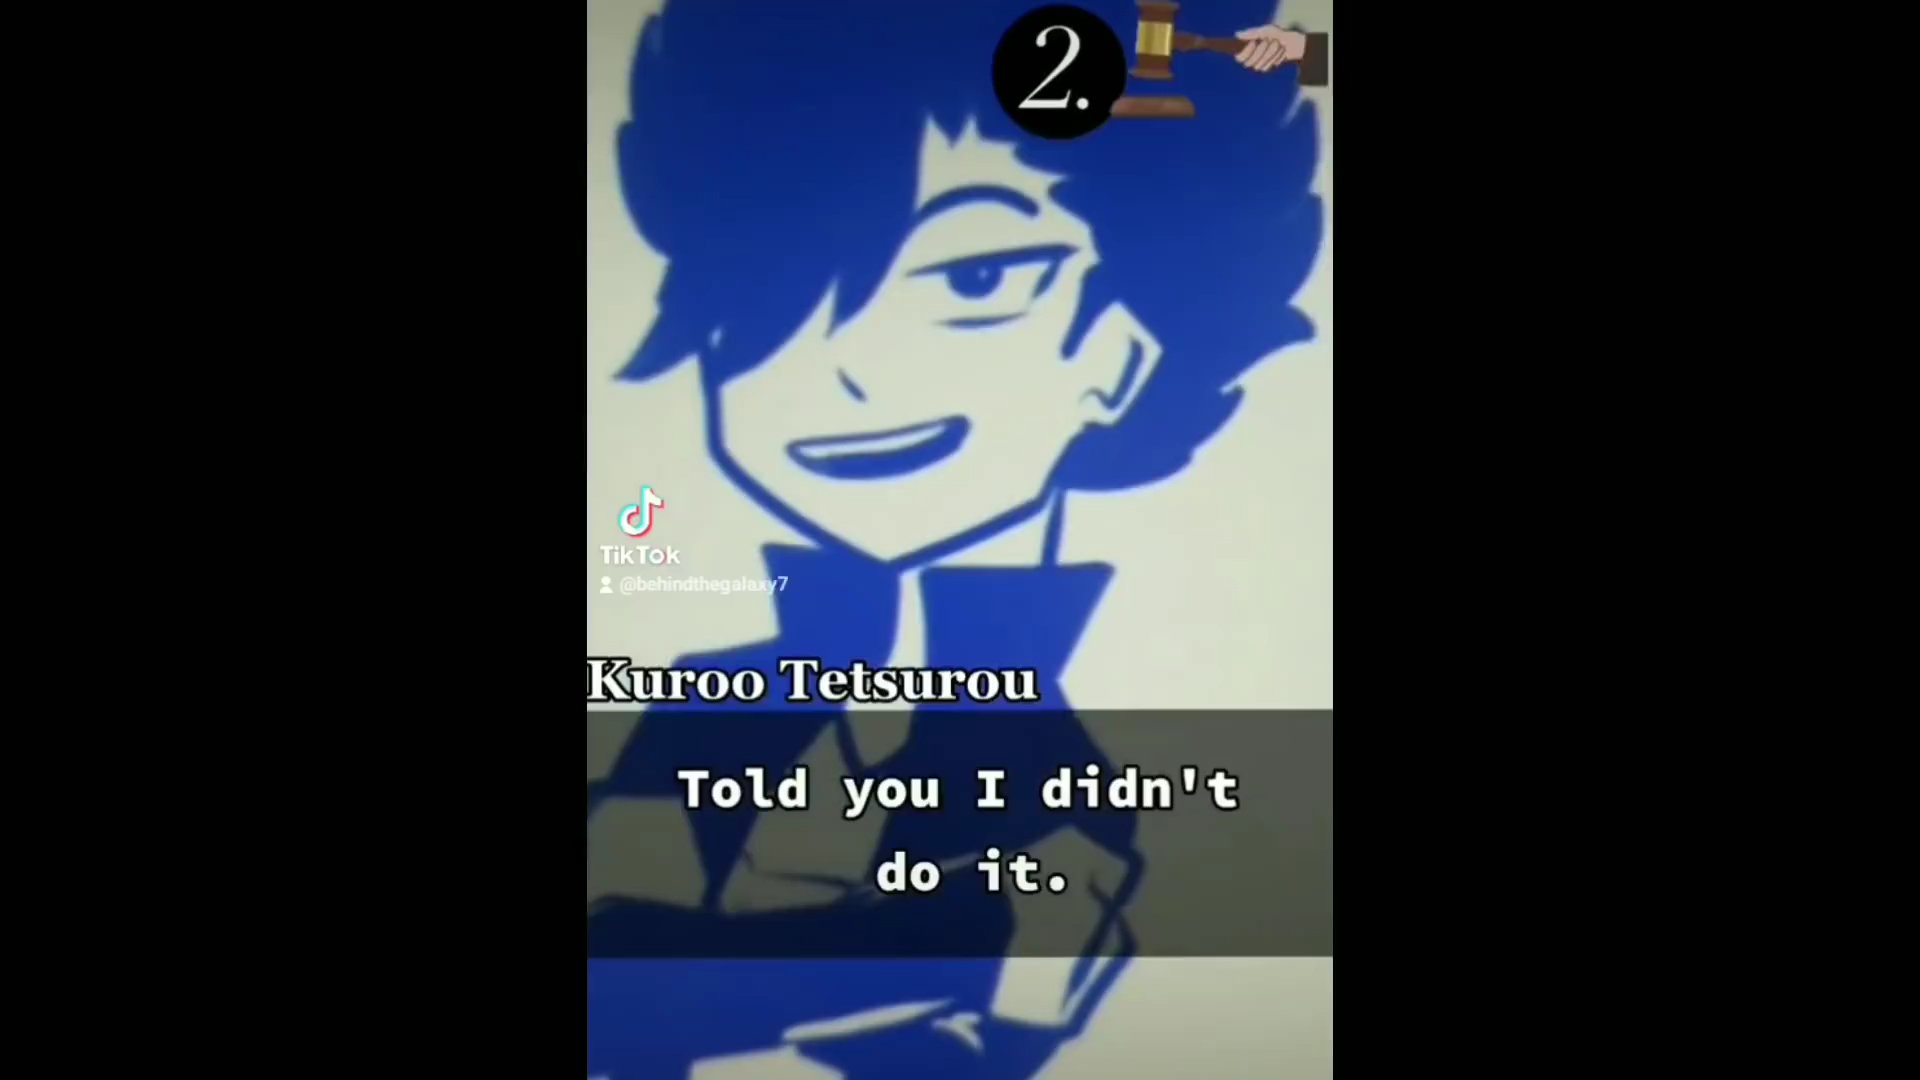 2.
TikTok
@behindthegalaxy7
Kuroo Tetsurou
Told you I didn't
do it.